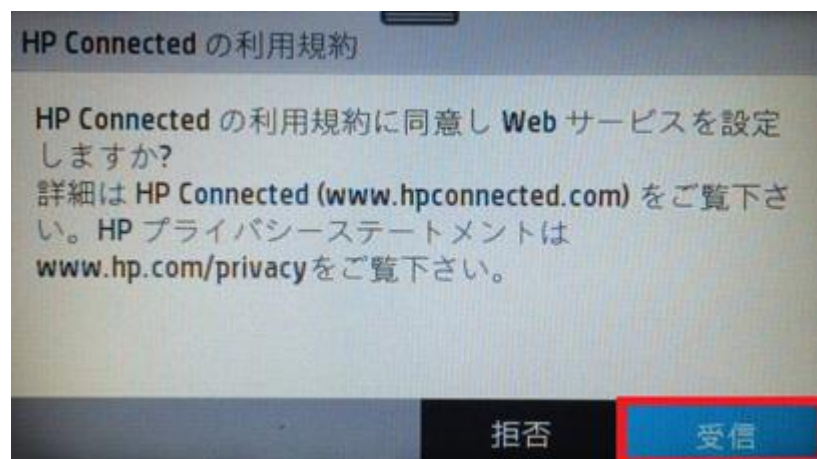 HP Connected の利用規約
HP Connected の利用規約に同意し Web サービスを設定
しますか?
詳細は HP Connected (www.hpconnected.com) をご覧下さ
い。HP プライバシーステートメントは
www.hp.com/privacyをご覧下さい。
拒否
受信